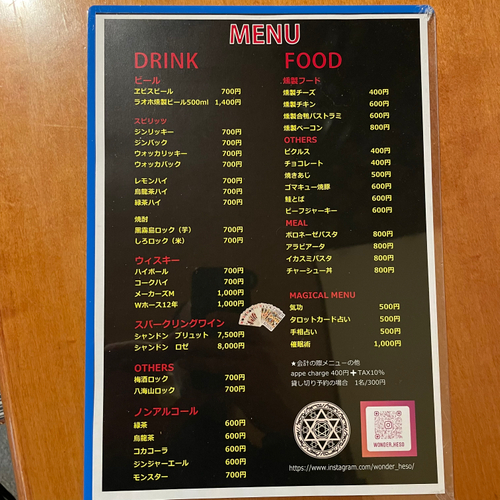 MENU
DRINK
ビール
ヱビスビール 700円
ラオホ燻製ビール500ml 1,400円
スピリッツ
ジンリッキー 700円
ジンバック 700円
ウォッカリッキー 700円
ウォッカバック 700円
レモンハイ 700円
烏龍茶ハイ 700円
緑茶ハイ 700円
焼酎
黒霧島ロック（芋） 700円
しろロック（米） 700円
ウィスキー
ハイボール 700円
コークハイ 700円
メーカーズM 1,000円
Wホース12年 1,000円
スパークリングワイン
シャンドン ブリュット 7,500円
シャンドン ロゼ 8,000円
OTHERS
梅酒ロック 700円
八海山ロック 700円
ノンアルコール
緑茶 700円
烏龍茶 700円
コカコーラ 700円
ジンジャーエール 700円
モンスター 700円
FOOD
燻製フード
燻製チーズ 400円
燻製チキン 600円
燻製合鴨パストラミ 600円
燻製ベーコン 800円
OTHERS
ピクルス 400円
チョコレート 400円
焼きあじ 500円
ゴマキュー焼豚 600円
鮭とば 600円
ビーフジャーキー 600円
MEAL
ボロネーゼパスタ 800円
アラビアータ 800円
イカスミパスタ 800円
チャーシュー丼 800円
MAGICAL MENU
気功 500円
タロットカード占い 500円
手相占い 500円
催眠術 1,000円
★会計の際メニューの他
appe charge 400円➕TAX10%
貸し切り予約の場合 1名/300円
WONDER_HESO
https://www.instagram.com/wonder_heso/